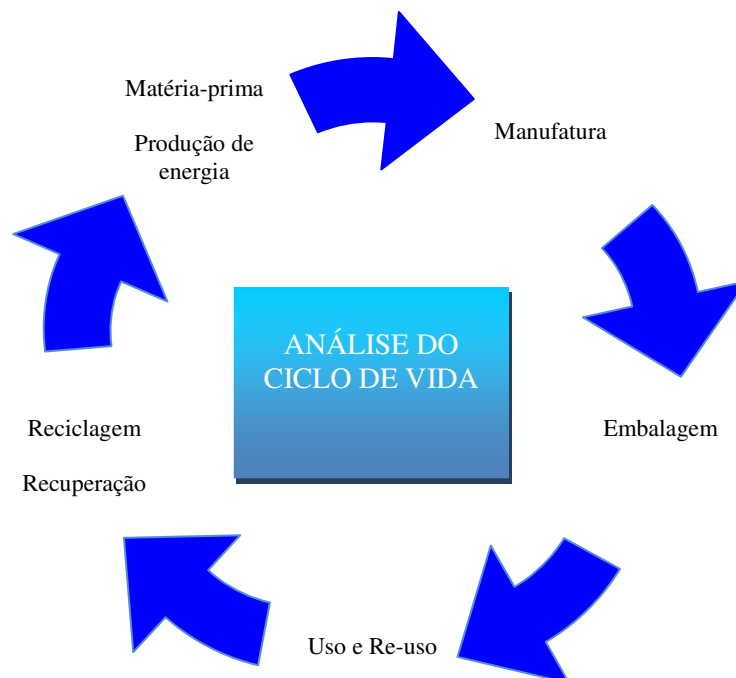 Matéria-prima
Produção de
energia
Manufatura
ANÁLISE DO
CICLO DE VIDA
Embalagem
Uso e Re-uso
Reciclagem
Recuperação